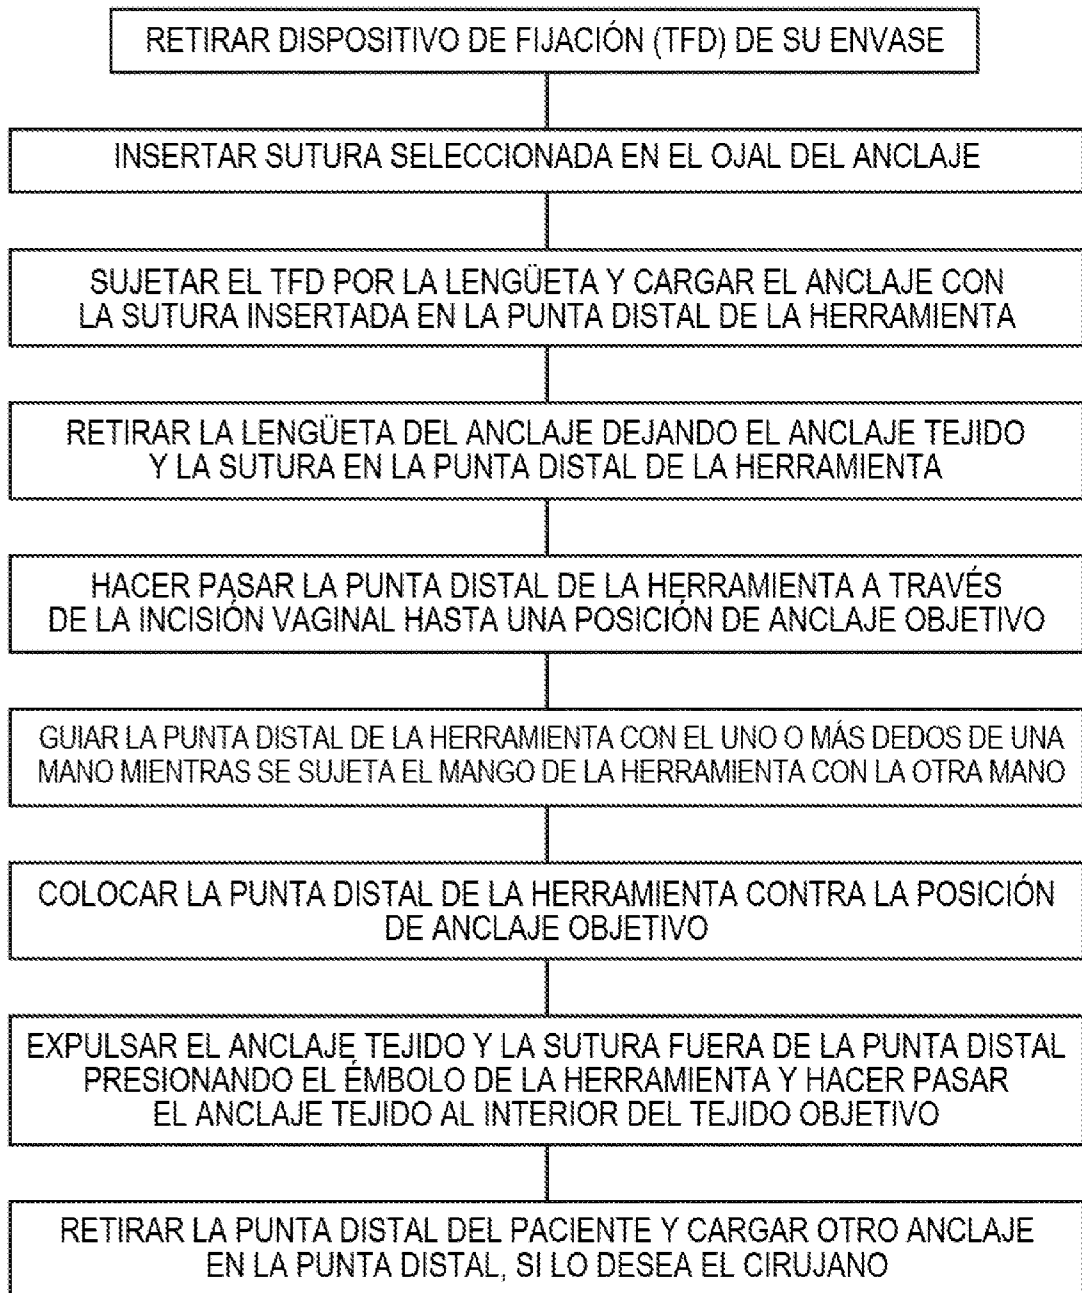 RETIRAR DISPOSITIVO DE FIJACIÓN (TFD) DE SU ENVASE
INSERTAR SUTURA SELECCIONADA EN EL OJAL DEL ANCLAJE
SUJETAR EL TFD POR LA LENGÜETA Y CARGAR EL ANCLAJE CON
LA SUTURA INSERTADA EN LA PUNTA DISTAL DE LA HERRAMIENTA
RETIRAR LA LENGÜETA DEL ANCLAJE DEJANDO EL ANCLAJE TEJIDO
Y LA SUTURA EN LA PUNTA DISTAL DE LA HERRAMIENTA
HACER PASAR LA PUNTA DISTAL DE LA HERRAMIENTA A TRAVÉS
DE LA INCISIÓN VAGINAL HASTA UNA POSICIÓN DE ANCLAJE OBJETIVO
GUIAR LA PUNTA DISTAL DE LA HERRAMIENTA CON EL UNO O MÁS DEDOS DE UNA
MANO MIENTRAS SE SUJETA EL MANGO DE LA HERRAMIENTA CON LA OTRA MANO
COLOCAR LA PUNTA DISTAL DE LA HERRAMIENTA CONTRA LA POSICIÓN
DE ANCLAJE OBJETIVO
EXPULSAR EL ANCLAJE TEJIDO Y LA SUTURA FUERA DE LA PUNTA DISTAL
PRESIONANDO EL ÉMBOLO DE LA HERRAMIENTA Y HACER PASAR
EL ANCLAJE TEJIDO AL INTERIOR DEL TEJIDO OBJETIVO
RETIRAR LA PUNTA DISTAL DEL PACIENTE Y CARGAR OTRO ANCLAJE
EN LA PUNTA DISTAL, SI LO DESEA EL CIRUJANO